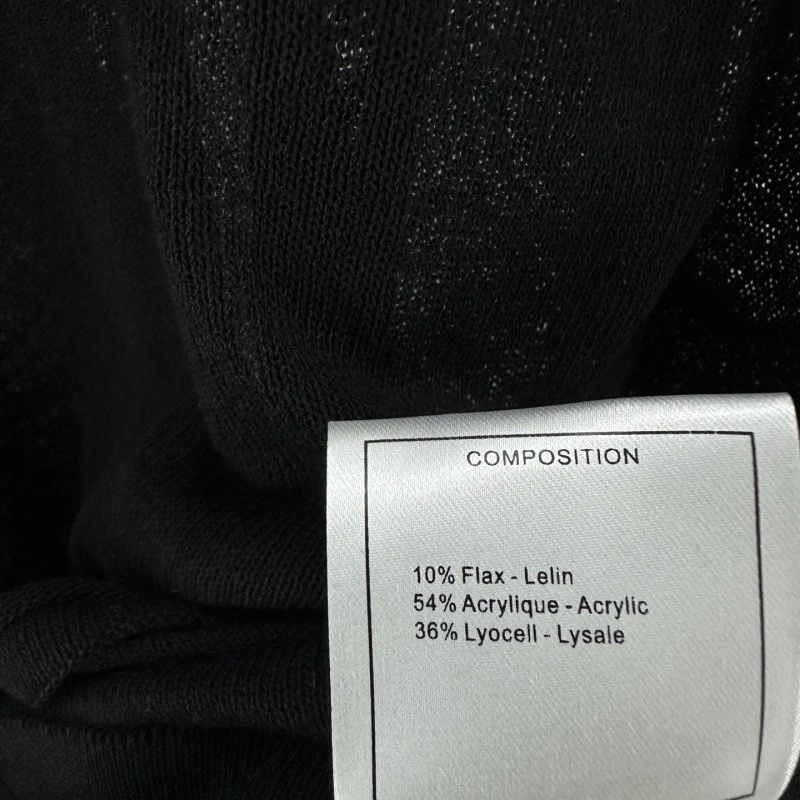 COMPOSITION
10% Flax - Lelin
54% Acrylique - Acrylic
36% Lyocell - Lysale